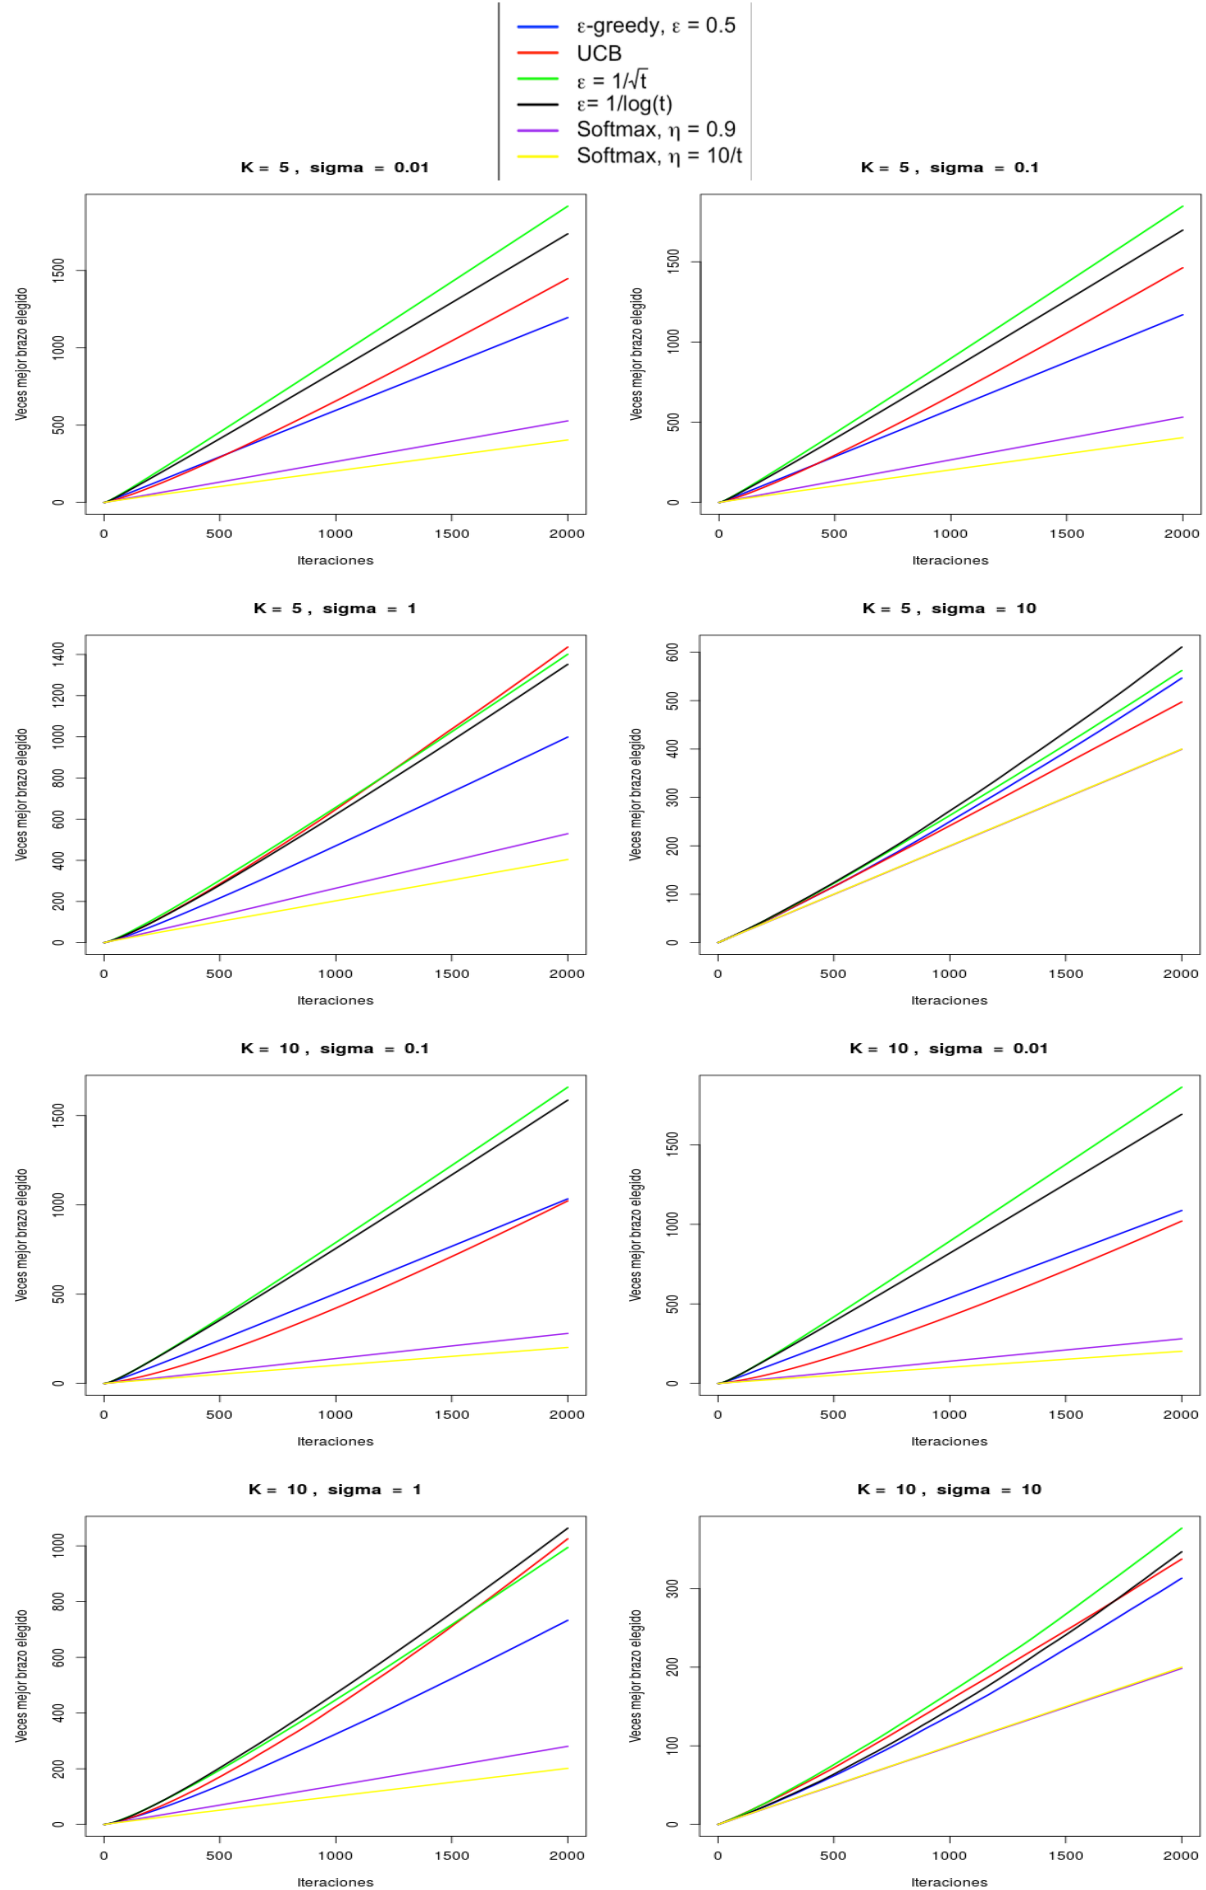 ε-greedy, ε = 0.5
UCB
ε = 1/√t
ε= 1/log(t)
Softmax, η = 0.9
Softmax, η = 10/t
K = 5 , sigma = 0.01
Veces mejor brazo elegido
0 500 1000 1500
0 500 1000 1500 2000
Iteraciones
K = 5 , sigma = 0.1
Veces mejor brazo elegido
0 500 1000 1500
0 500 1000 1500 2000
Iteraciones
K = 5 , sigma = 1
Veces mejor brazo elegido
0 200 400 600 800 1000 1200 1400
0 500 1000 1500 2000
Iteraciones
K = 5 , sigma = 10
Veces mejor brazo elegido
0 100 200 300 400 500 600
0 500 1000 1500 2000
Iteraciones
K = 10 , sigma = 0.1
Veces mejor brazo elegido
0 500 1000 1500
0 500 1000 1500 2000
Iteraciones
K = 10 , sigma = 0.01
Veces mejor brazo elegido
0 500 1000 1500
0 500 1000 1500 2000
Iteraciones
K = 10 , sigma = 1
Veces mejor brazo elegido
0 200 400 600 800 1000
0 500 1000 1500 2000
Iteraciones
K = 10 , sigma = 10
Veces mejor brazo elegido
0 100 200 300
0 500 1000 1500 2000
Iteraciones